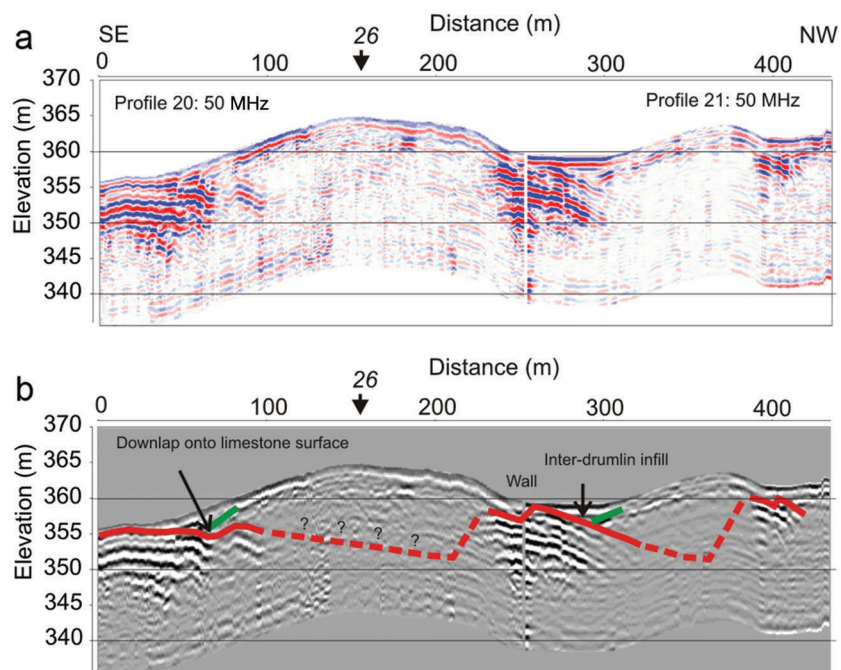 a
SE
26
Distance (m)
NW
0
100
200
300
400
370
365
360
355
350
345
340
Elevation (m)
Profile 20: 50 MHz
Profile 21: 50 MHz
b
26
Distance (m)
0
100
200
300
400
370
365
360
355
350
345
340
Elevation (m)
Downlap onto limestone surface
Wall
Inter-drumlin infill
? ? ? ?